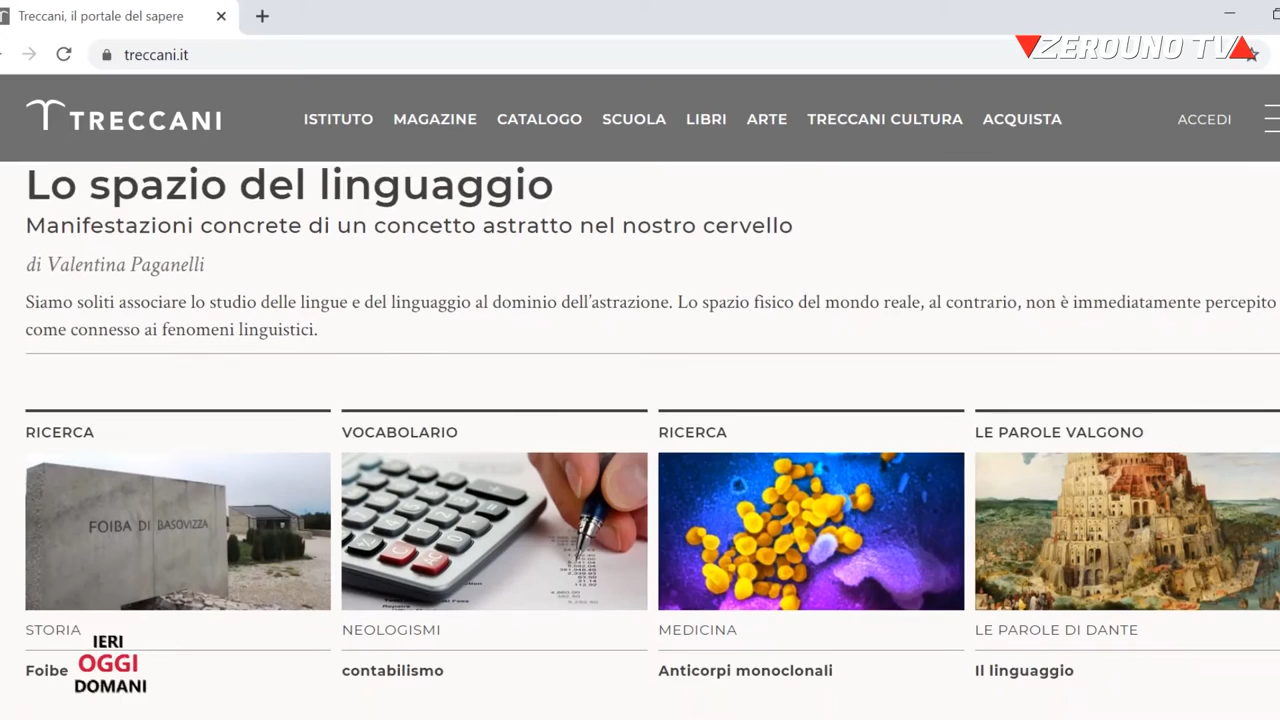 Treccani, il portale del sapere
treccani.it
ZEROUNO TV
TRECCANI
ISTITUTO MAGAZINE CATALOGO SCUOLA LIBRI ARTE TRECCANI CULTURA ACQUISTA ACCEDI
Lo spazio del linguaggio
Manifestazioni concrete di un concetto astratto nel nostro cervello
di Valentina Paganelli
Siamo soliti associare lo studio delle lingue e del linguaggio al dominio dell’astrazione. Lo spazio fisico del mondo reale, al contrario, non è immediatamente percepito
come connesso ai fenomeni linguistici.
RICERCA
FOIBA DI BASOVIZZA
STORIA
Foibe
VOCABOLARIO
NEOLOGISMI
contabilismo
RICERCA
MEDICINA
Anticorpi monoclonali
LE PAROLE VALGONO
LE PAROLE DI DANTE
Il linguaggio
IERI
OGGI
DOMANI